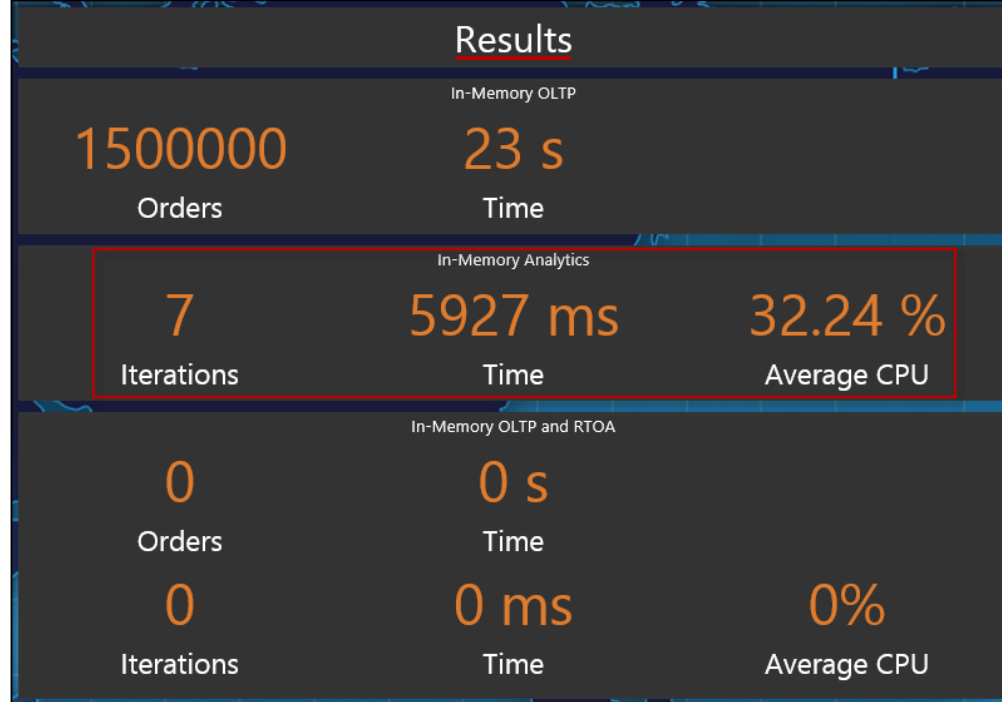 Results
In-Memory OLTP
1500000 23 s
Orders Time
In-Memory Analytics
7 5927 ms 32.24 %
Iterations Time Average CPU
In-Memory OLTP and RTOA
0 0 s
Orders Time
0 0 ms 0%
Iterations Time Average CPU